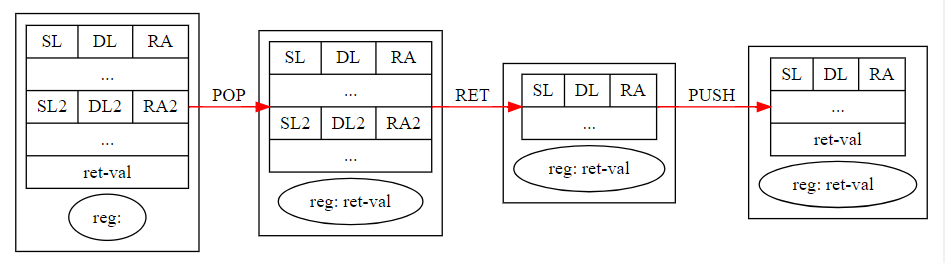 SL DL RA
...
SL2 DL2 RA2
...
ret-val
reg:
POP
SL DL RA
...
SL2 DL2 RA2
...
reg: ret-val
RET
SL DL RA
...
reg: ret-val
PUSH
SL DL RA
...
ret-val
reg: ret-val